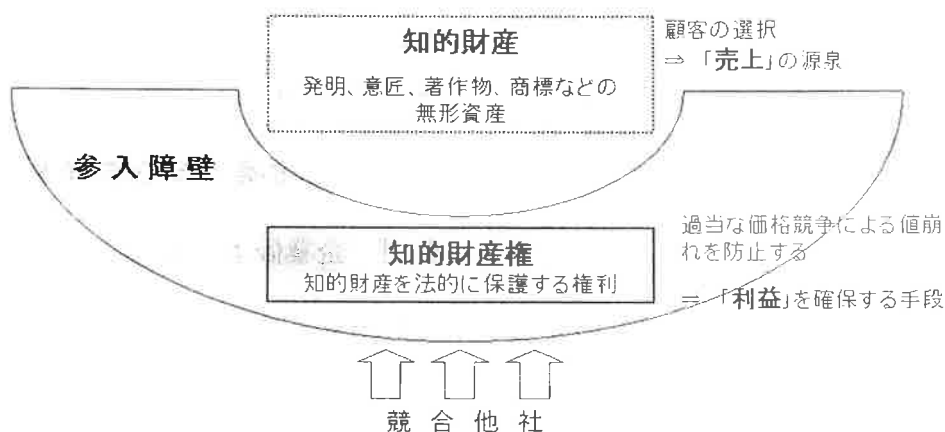 知的財産
発明、意匠、著作物、商標などの
無形資産
顧客の選択
⇒「売上」の源泉
参入障壁
知的財産権
知的財産を法的に保護する権利
過当な価格競争による値崩
れを防止する
⇒「利益」を確保する手段
競合他社